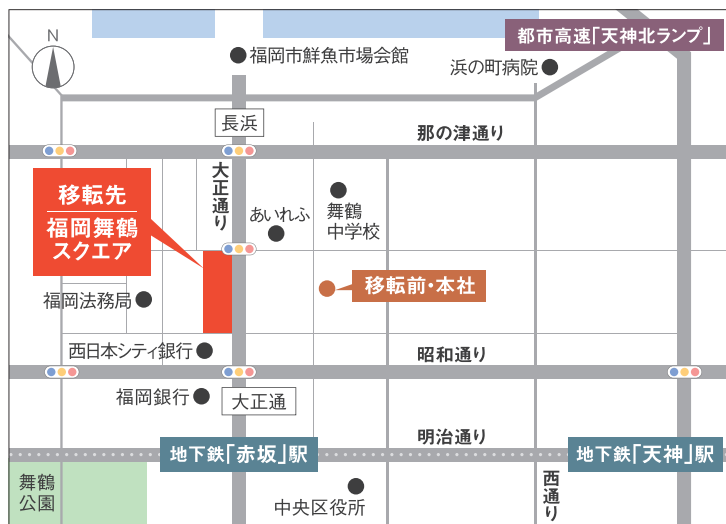 都市高速「天神北ランプ」
N
福岡市鮮魚市場会館
浜の町病院
長浜
那の津通り
大正通り
移転先
福岡舞鶴
スクエア
あいれふ
舞鶴
中学校
移転前・本社
福岡法務局
西日本シティ銀行
昭和通り
福岡銀行
大正通
明治通り
地下鉄「赤坂」駅
地下鉄「天神」駅
舞鶴
公園
中央区役所
西通り